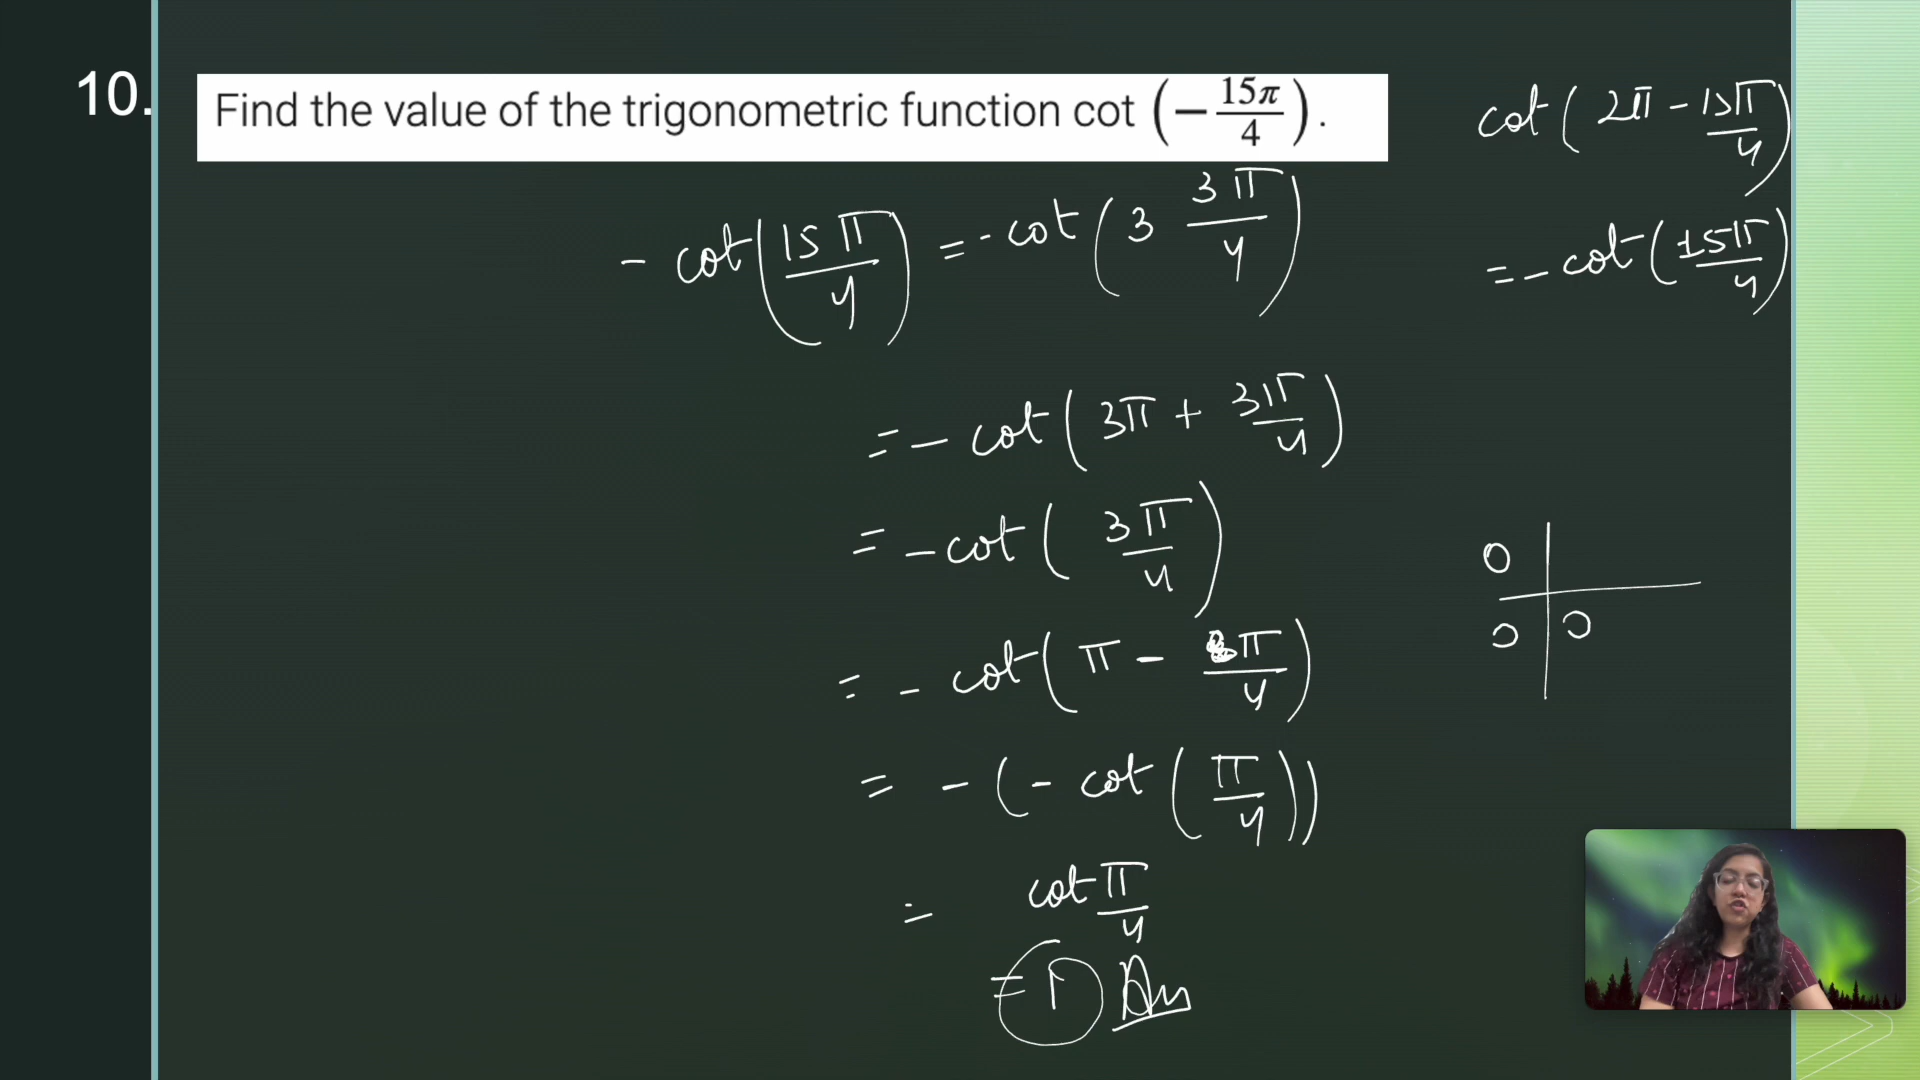 10.
Find the value of the trigonometric function cot (−15π/4).
cot(2π − 15π/4)
= − cot(15π/4)
− cot(15π/4) = − cot(3 3π/4)
= − cot(3π + 3π/4)
= − cot(3π/4)
= − cot(π − π/4)
= − (− cot(π/4))
= cot π/4
= 1 Ans